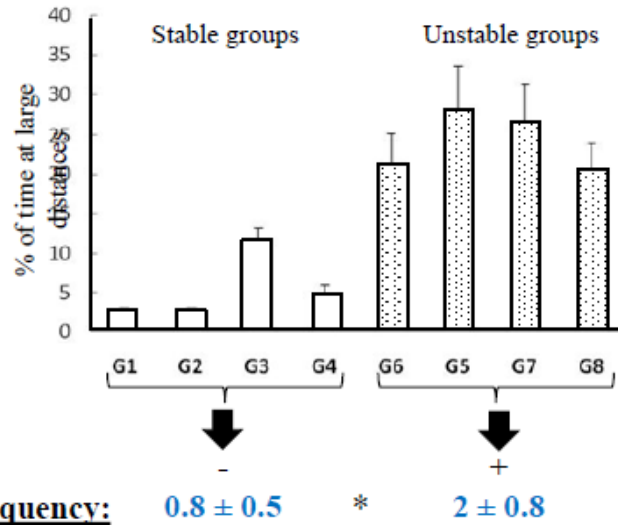 40
Stable groups Unstable groups
35
30
25
20
15
10
5
0
% of time at large
distances
G1 G2 G3 G4 G6 G5 G7 G8
- +
quency: 0.8 ± 0.5 * 2 ± 0.8